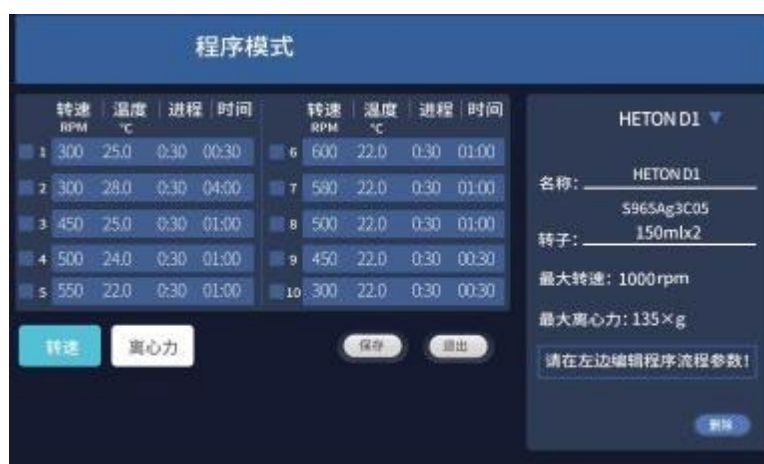 程序模式
转速 温度 进程 时间
RPM ℃
1 300 25.0 0:30 00:30
2 300 28.0 0:30 04:00
3 450 25.0 0:30 01:00
4 500 24.0 0:30 01:00
5 550 22.0 0:30 01:00
转速 温度 进程 时间
RPM ℃
6 600 22.0 0:30 01:00
7 580 22.0 0:30 01:00
8 500 22.0 0:30 01:00
9 450 22.0 0:30 00:30
10 300 22.0 0:30 00:30
转速 离心力 保存 退出
HETON D1
名称: HETON D1
S965Ag3C05
转子: 150mlx2
最大转速: 1000rpm
最大离心力: 135×g
请在左边编辑程序流程参数!
删除